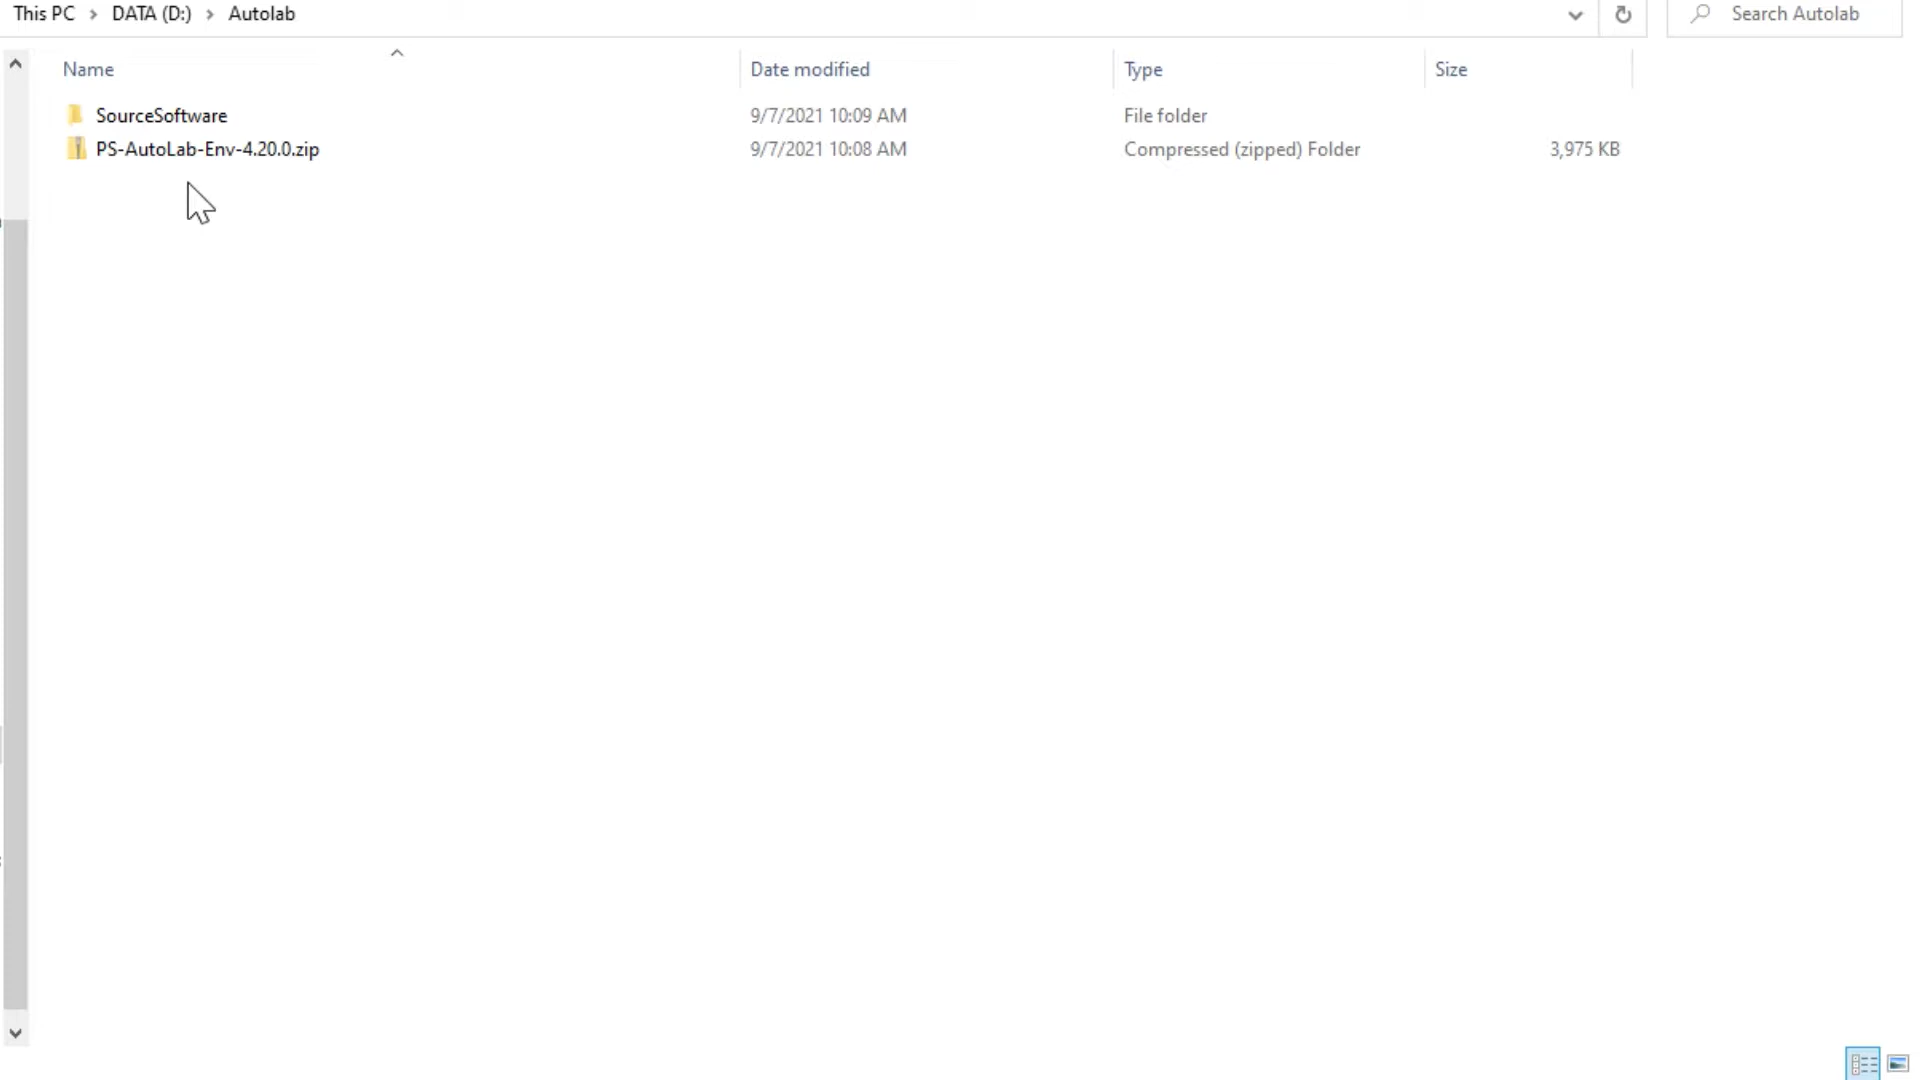 This PC > DATA (D:) > Autolab
Search Autolab
Name Date modified Type Size
SourceSoftware 9/7/2021 10:09 AM File folder
PS-AutoLab-Env-4.20.0.zip 9/7/2021 10:08 AM Compressed (zipped) Folder 3,975 KB